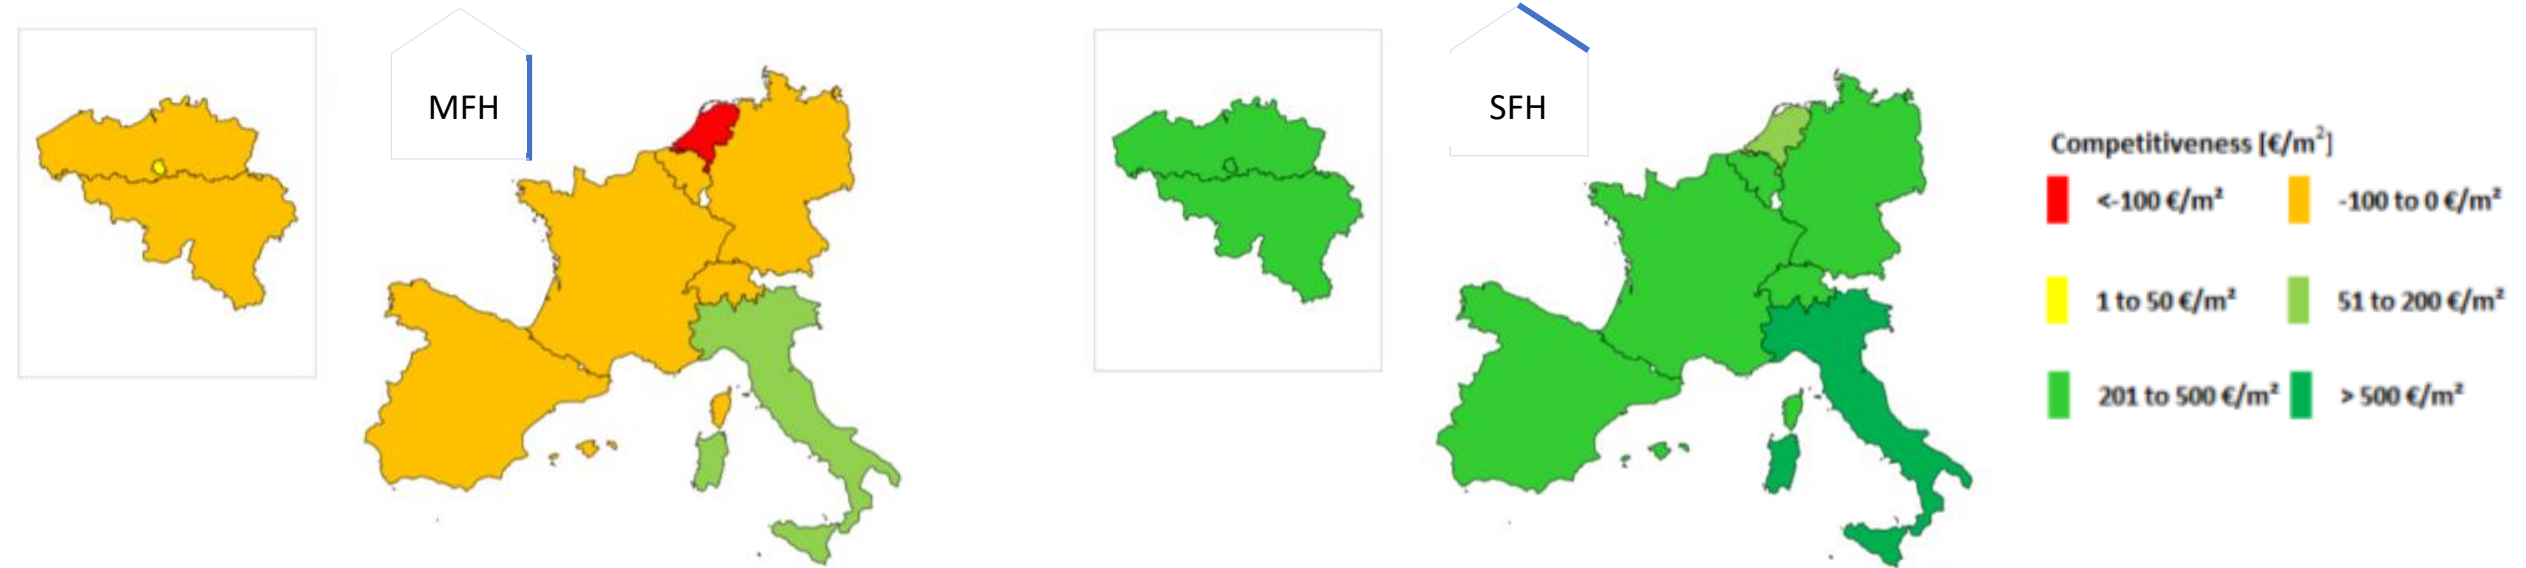 MFH
SFH
Competitiveness [€/m²]
<-100 €/m²
-100 to 0 €/m²
1 to 50 €/m²
51 to 200 €/m²
201 to 500 €/m²
> 500 €/m²